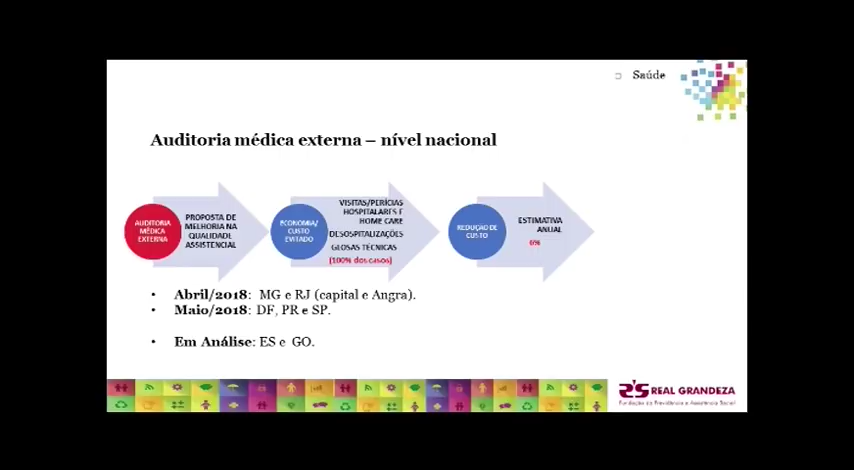 Saúde
Auditoria médica externa – nível nacional
AUDITORIA
MÉDICA
EXTERNA
PROPOSTA DE
MELHORIA NA
QUALIDADE
ASSISTENCIAL
ECONOMIA/
CUSTO
EVITADO
VISITAS/PERÍCIAS
HOSPITALARES E
HOME CARE
DESOSPITALIZAÇÕES
GLOSAS TÉCNICAS
(100% DOS CASOS)
REDUÇÃO DE
CUSTO
ESTIMATIVA
ANUAL
• Abril/2018: MG e RJ (capital e Angra).
• Maio/2018: DF, PR e SP.
• Em Análise: ES e GO.
REAL GRANDEZA
Fundação de Previdência e Assistência Social